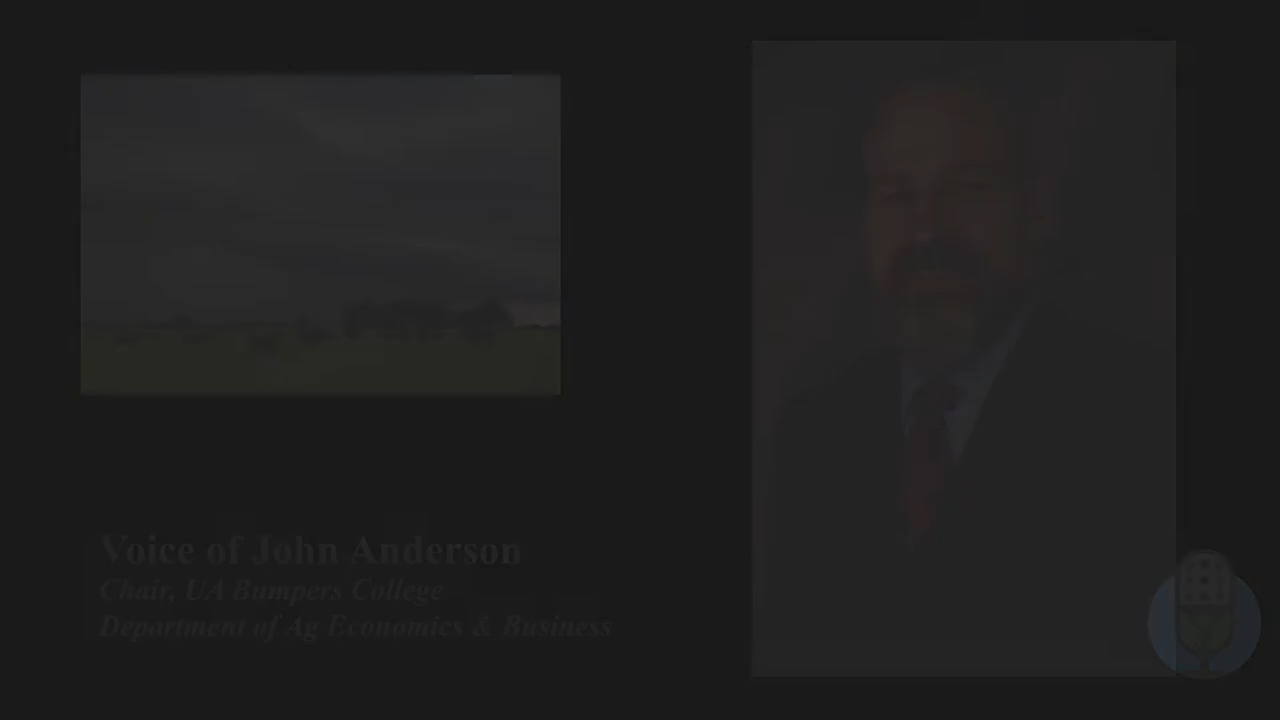 Voice of John Anderson
Chair, UA Bumpers College
Department of Ag Economics & Business